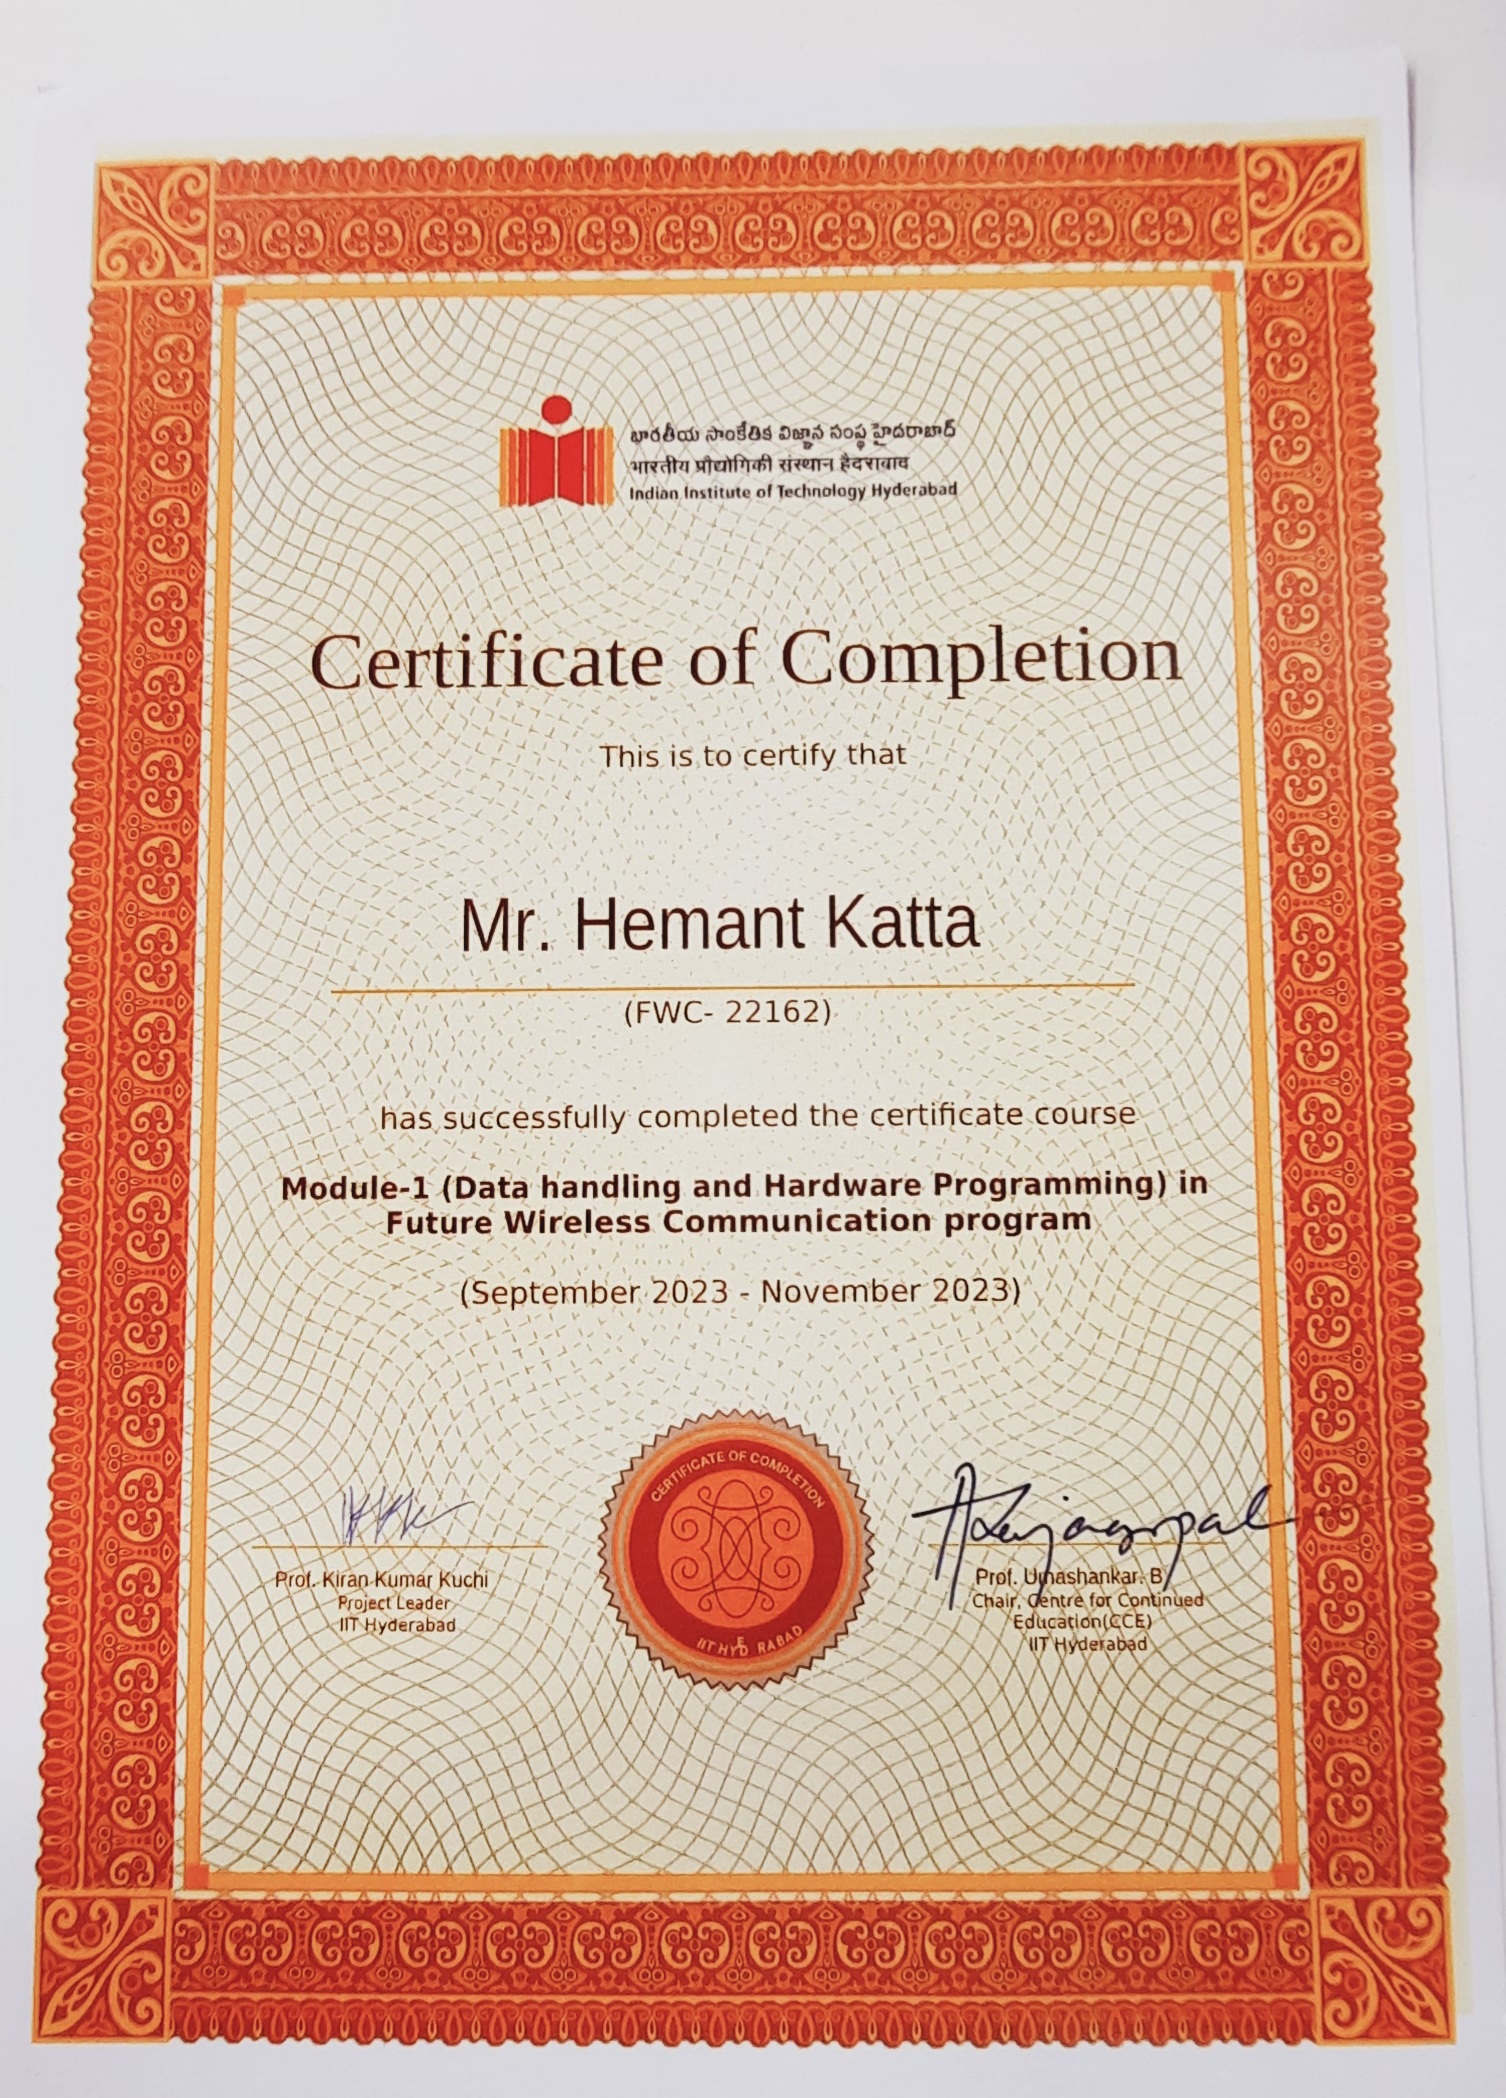 భారతీయ సాంకేతిక విజ్ఞాన సంస్థ హైదరాబాద్
भारतीय प्रौद्योगिकी संस्थान हैदराबाद
Indian Institute of Technology Hyderabad
Certificate of Completion
This is to certify that
Mr. Hemant Katta
(FWC- 22162)
has successfully completed the certificate course
Module-1 (Data handling and Hardware Programming) in
Future Wireless Communication program
(September 2023 - November 2023)
CERTIFICATE OF COMPLETION
IIT HYDERABAD
Prof. Kiran Kumar Kuchi
Project Leader
IIT Hyderabad
Prof. Umashankar. B
Chair, Centre for Continued
Education(CCE)
IIT Hyderabad